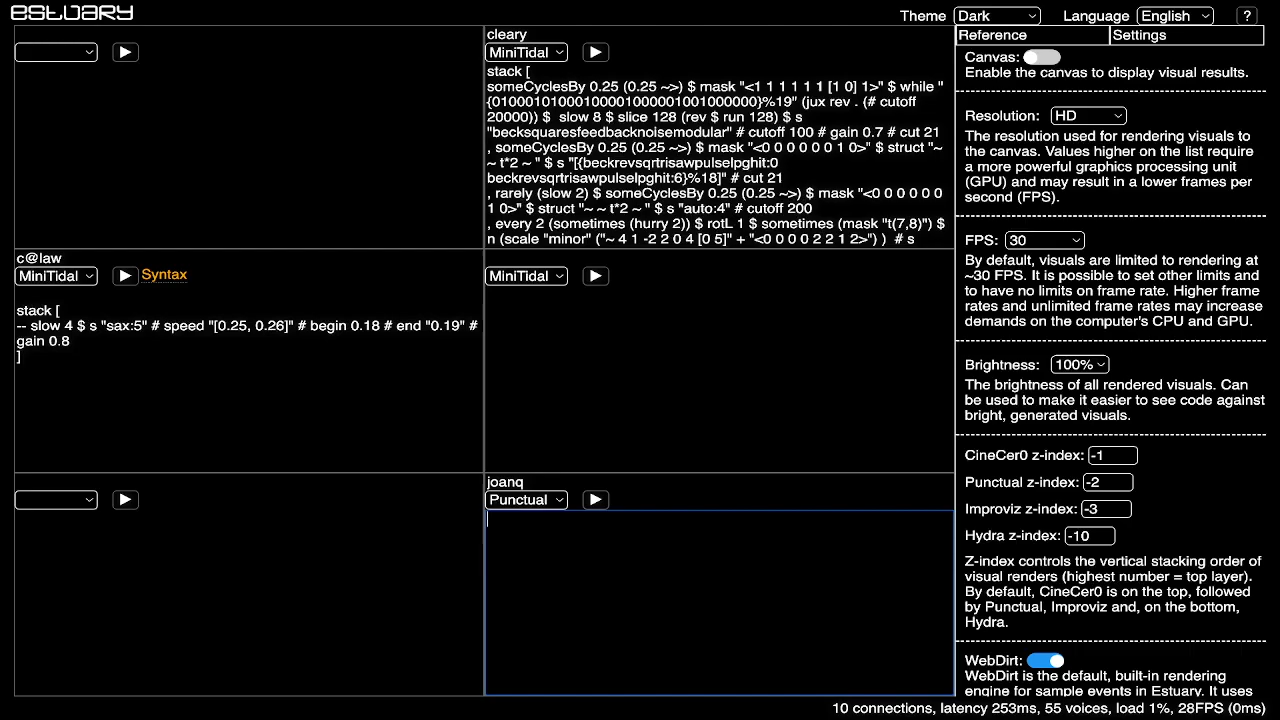 estuary
Theme Dark Language English ?
Reference Settings
cleary
MiniTidal
stack [
someCyclesBy 0.25 (0.25 ~>) $ mask "<1 1 1 1 1 1 [1 0] 1>" $ while "
{0100010100010000100000100100 0000}%19" (jux rev . (# cutoff
20000)) $  slow 8 $ slice 128 (rev $ run 128) $ s
"becksquaresfeedbacknoisemodular" # cutoff 100 # gain 0.7 # cut 21
, someCyclesBy 0.25 (0.25 ~>) $ mask "<0 0 0 0 0 0 1 0>" $ struct "~
~ t*2 ~ " $ s "[{beckrevsqrtrisawpulselpghit:0
beckrevsqrtrisawpulselpghit:6}%18]" # cut 21
, rarely (slow 2) $ someCyclesBy 0.25 (0.25 ~>) $ mask "<0 0 0 0 0 0
1 0>" $ struct "~ ~ t*2 ~ " $ s "auto:4" # cutoff 200
, every 2 (sometimes (hurry 2)) $ rotL 1 $ sometimes (mask "t(7,8)") $
n (scale "minor" ("~ 4 1 -2 2 0 4 [0 5]" + "<0 0 0 0 2 2 1 2>") )  # s
c@law
MiniTidal Syntax
stack [
-- slow 4 $ s "sax:5" # speed "[0.25, 0.26]" # begin 0.18 # end "0.19" #
gain 0.8
]
MiniTidal
joanq
Punctual
Canvas:
Enable the canvas to display visual results.
Resolution: HD
The resolution used for rendering visuals to
the canvas. Values higher on the list require
a more powerful graphics processing unit
(GPU) and may result in a lower frames per
second (FPS).
FPS: 30
By default, visuals are limited to rendering at
~30 FPS. It is possible to set other limits and
to have no limits on frame rate. Higher frame
rates and unlimited frame rates may increase
demands on the computer's CPU and GPU.
Brightness: 100%
The brightness of all rendered visuals. Can
be used to make it easier to see code against
bright, generated visuals.
CineCer0 z-index: -1
Punctual z-index: -2
Improviz z-index: -3
Hydra z-index: -10
Z-index controls the vertical stacking order of
visual renders (highest number = top layer).
By default, CineCer0 is on the top, followed
by Punctual, Improviz and, on the bottom,
Hydra.
WebDirt:
WebDirt is the default, built-in rendering
engine for sample events in Estuary. It uses
10 connections, latency 253ms, 55 voices, load 1%, 28FPS (0ms)